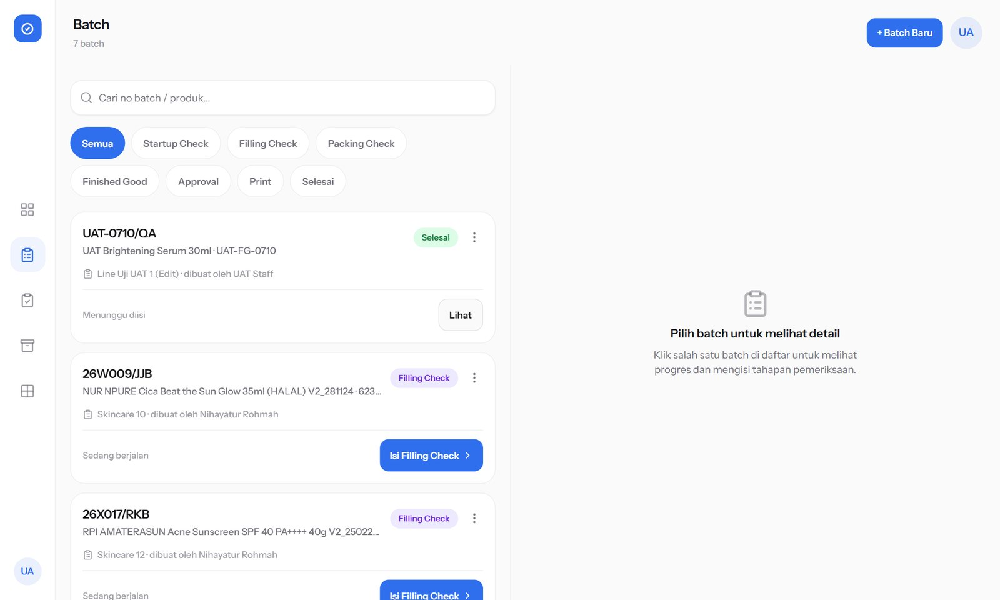 Batch
7 batch
+ Batch Baru
UA
Cari no batch / produk...
Semua
Startup Check
Filling Check
Packing Check
Finished Good
Approval
Print
Selesai
UAT-0710/QA
Selesai
UAT Brightening Serum 30ml · UAT-FG-0710
Line Uji UAT 1 (Edit) · dibuat oleh UAT Staff
Menunggu diisi
Lihat
26W009/JJB
Filling Check
NUR NPURE Cica Beat the Sun Glow 35ml (HALAL) V2_281124 · 623...
Skincare 10 · dibuat oleh Nihayatur Rohmah
Sedang berjalan
Isi Filling Check
26X017/RKB
Filling Check
RPI AMATERASUN Acne Sunscreen SPF 40 PA++++ 40g V2_25022...
Skincare 12 · dibuat oleh Nihayatur Rohmah
Sedang berjalan
Isi Filling Check
Pilih batch untuk melihat detail
Klik salah satu batch di daftar untuk melihat
progres dan mengisi tahapan pemeriksaan.
UA